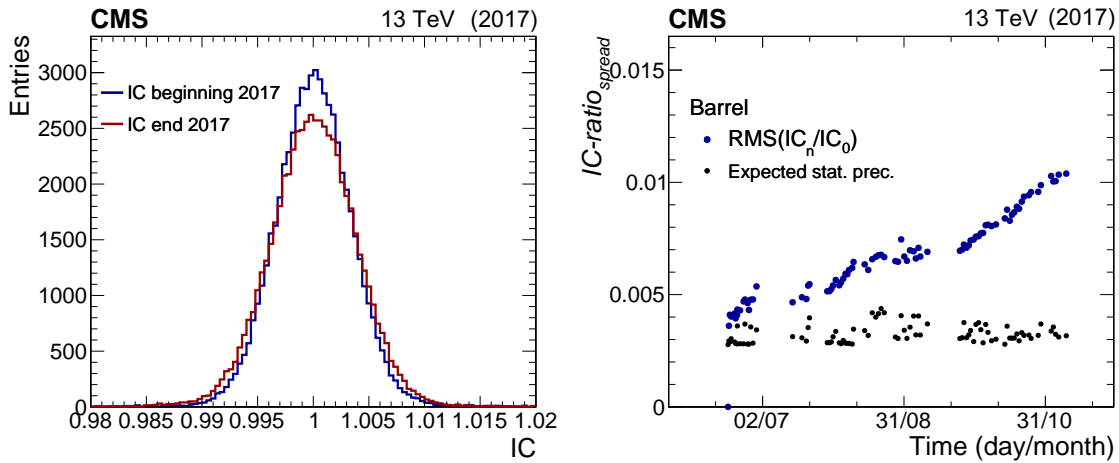 CMS 13 TeV (2017)
Entries
3000
2500
2000
1500
1000
500
0
IC beginning 2017
IC end 2017
0.98 0.985 0.99 0.995 1 1.005 1.01 1.015 1.02
IC
CMS 13 TeV (2017)
IC-ratio_spread
0.015
0.01
0.005
0
Barrel
RMS(IC_n/IC_0)
Expected stat. prec.
02/07 31/08 31/10
Time (day/month)